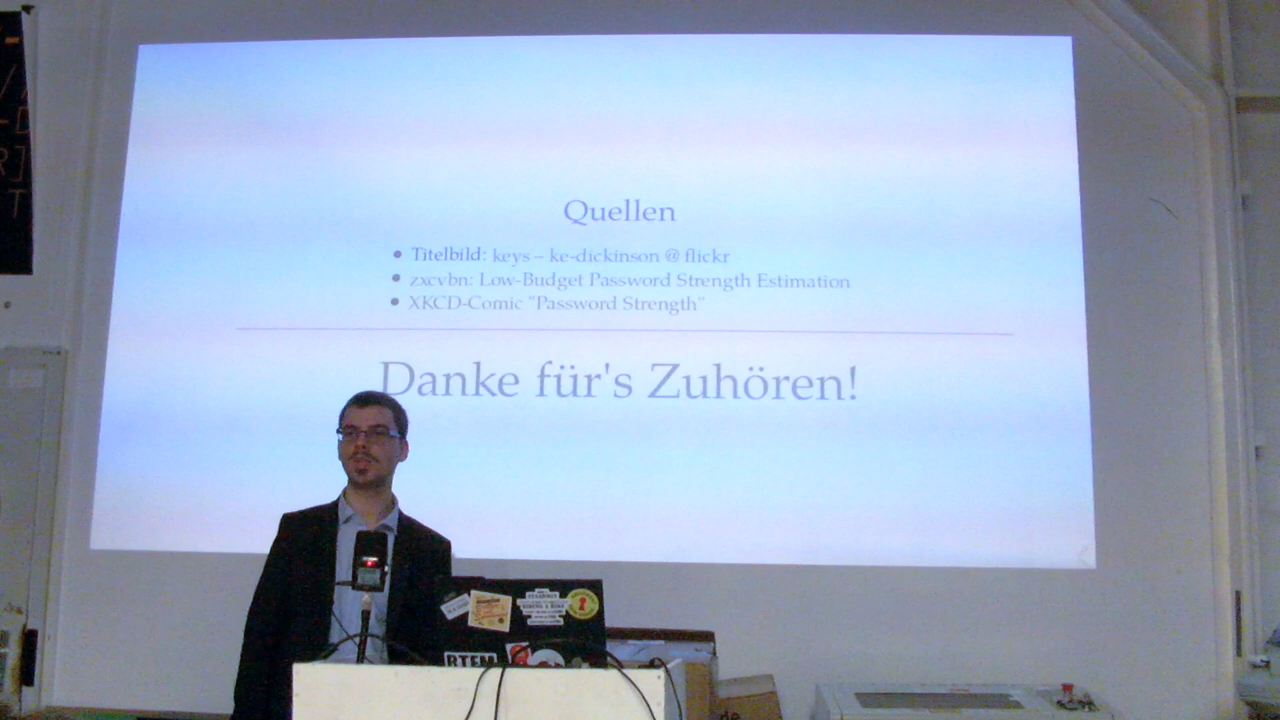 Quellen
• Titelbild: keys – ke-dickinson @ flickr
• zxcvbn: Low-Budget Password Strength Estimation
• XKCD-Comic "Password Strength"
Danke für's Zuhören!
RTFM